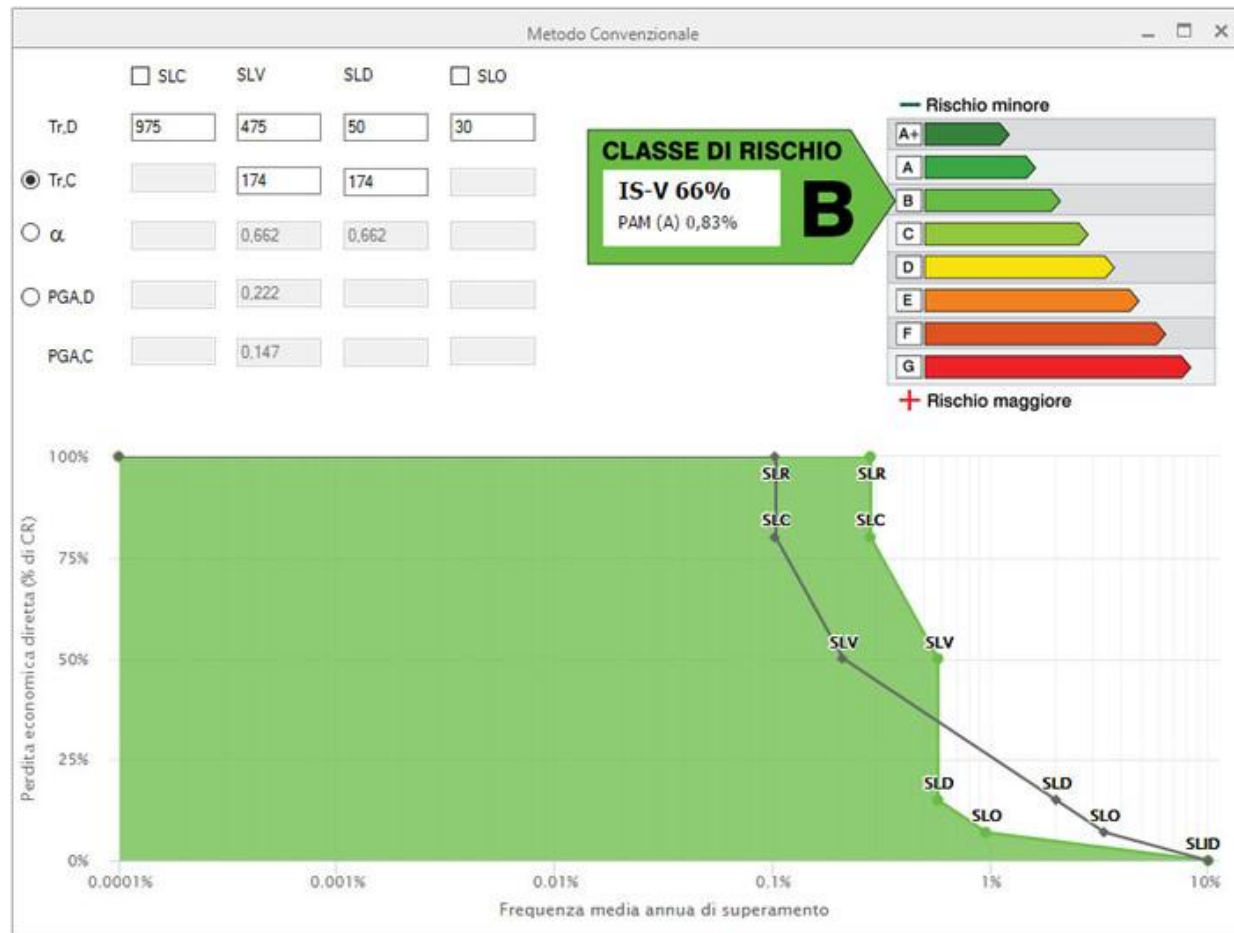 Metodo Convenzionale
SLC SLV SLD SLO
Tr,D 975 475 50 30
Tr,C 174 174
α 0,662 0,662
PGA,D 0,222
PGA,C 0,147
CLASSE DI RISCHIO
IS-V 66%
PAM (A) 0,83%
B
Rischio minore
A+
A
B
C
D
E
F
G
Rischio maggiore
Perdita economica diretta (% di CR)
100%
75%
50%
25%
0%
SLR SLR
SLC SLC
SLV SLV
SLD SLD
SLO SLO
SLID
0.0001% 0.001% 0.01% 0.1% 1% 10%
Frequenza media annua di superamento